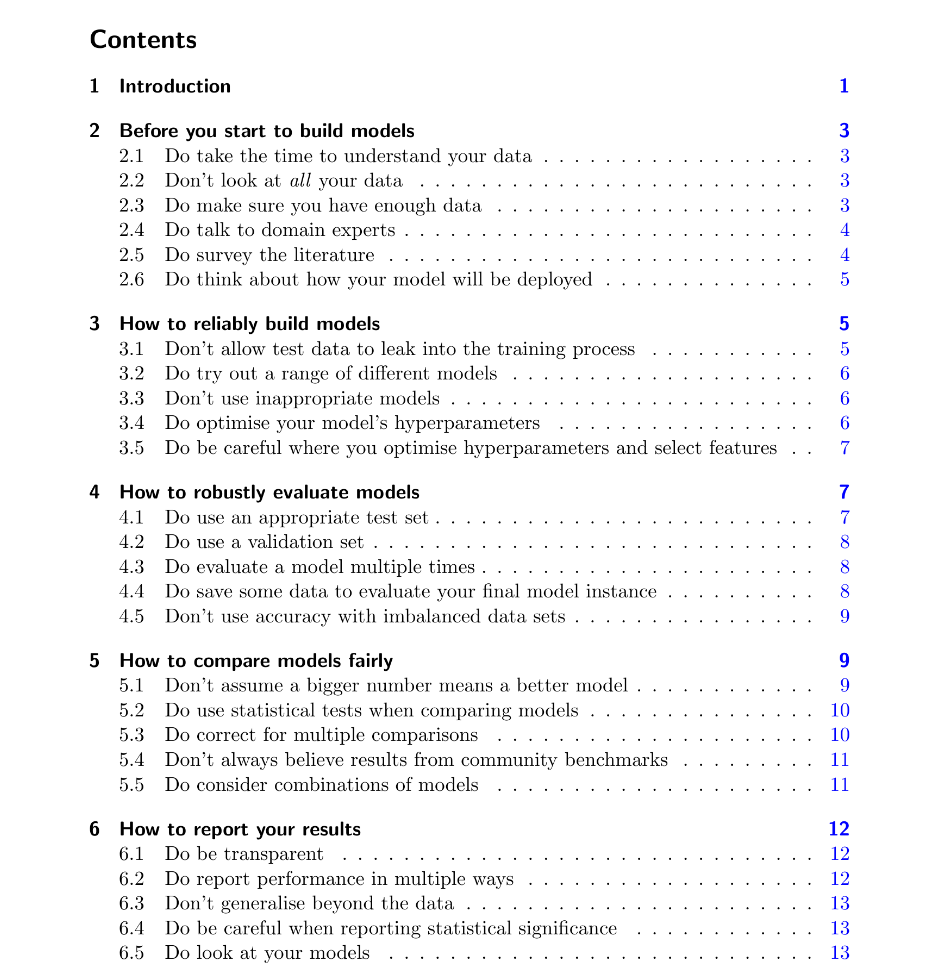 Contents
1 Introduction 1
2 Before you start to build models 3
2.1 Do take the time to understand your data . . . . . . . . . . . . . . . . . . 3
2.2 Don't look at all your data . . . . . . . . . . . . . . . . . . . . . . . . . . 3
2.3 Do make sure you have enough data . . . . . . . . . . . . . . . . . . . . . 3
2.4 Do talk to domain experts . . . . . . . . . . . . . . . . . . . . . . . . . . . 4
2.5 Do survey the literature . . . . . . . . . . . . . . . . . . . . . . . . . . . . 4
2.6 Do think about how your model will be deployed . . . . . . . . . . . . . . 5
3 How to reliably build models 5
3.1 Don't allow test data to leak into the training process . . . . . . . . . . . 5
3.2 Do try out a range of different models . . . . . . . . . . . . . . . . . . . . 6
3.3 Don't use inappropriate models . . . . . . . . . . . . . . . . . . . . . . . . 6
3.4 Do optimise your model's hyperparameters . . . . . . . . . . . . . . . . . 6
3.5 Do be careful where you optimise hyperparameters and select features . . 7
4 How to robustly evaluate models 7
4.1 Do use an appropriate test set . . . . . . . . . . . . . . . . . . . . . . . . . 7
4.2 Do use a validation set . . . . . . . . . . . . . . . . . . . . . . . . . . . . . 8
4.3 Do evaluate a model multiple times . . . . . . . . . . . . . . . . . . . . . . 8
4.4 Do save some data to evaluate your final model instance . . . . . . . . . . 8
4.5 Don't use accuracy with imbalanced data sets . . . . . . . . . . . . . . . . 9
5 How to compare models fairly 9
5.1 Don't assume a bigger number means a better model . . . . . . . . . . . . 9
5.2 Do use statistical tests when comparing models . . . . . . . . . . . . . . . 10
5.3 Do correct for multiple comparisons . . . . . . . . . . . . . . . . . . . . . 10
5.4 Don't always believe results from community benchmarks . . . . . . . . . 11
5.5 Do consider combinations of models . . . . . . . . . . . . . . . . . . . . . 11
6 How to report your results 12
6.1 Do be transparent . . . . . . . . . . . . . . . . . . . . . . . . . . . . . . . 12
6.2 Do report performance in multiple ways . . . . . . . . . . . . . . . . . . . 12
6.3 Don't generalise beyond the data . . . . . . . . . . . . . . . . . . . . . . . 13
6.4 Do be careful when reporting statistical significance . . . . . . . . . . . . 13
6.5 Do look at your models . . . . . . . . . . . . . . . . . . . . . . . . . . . . 13